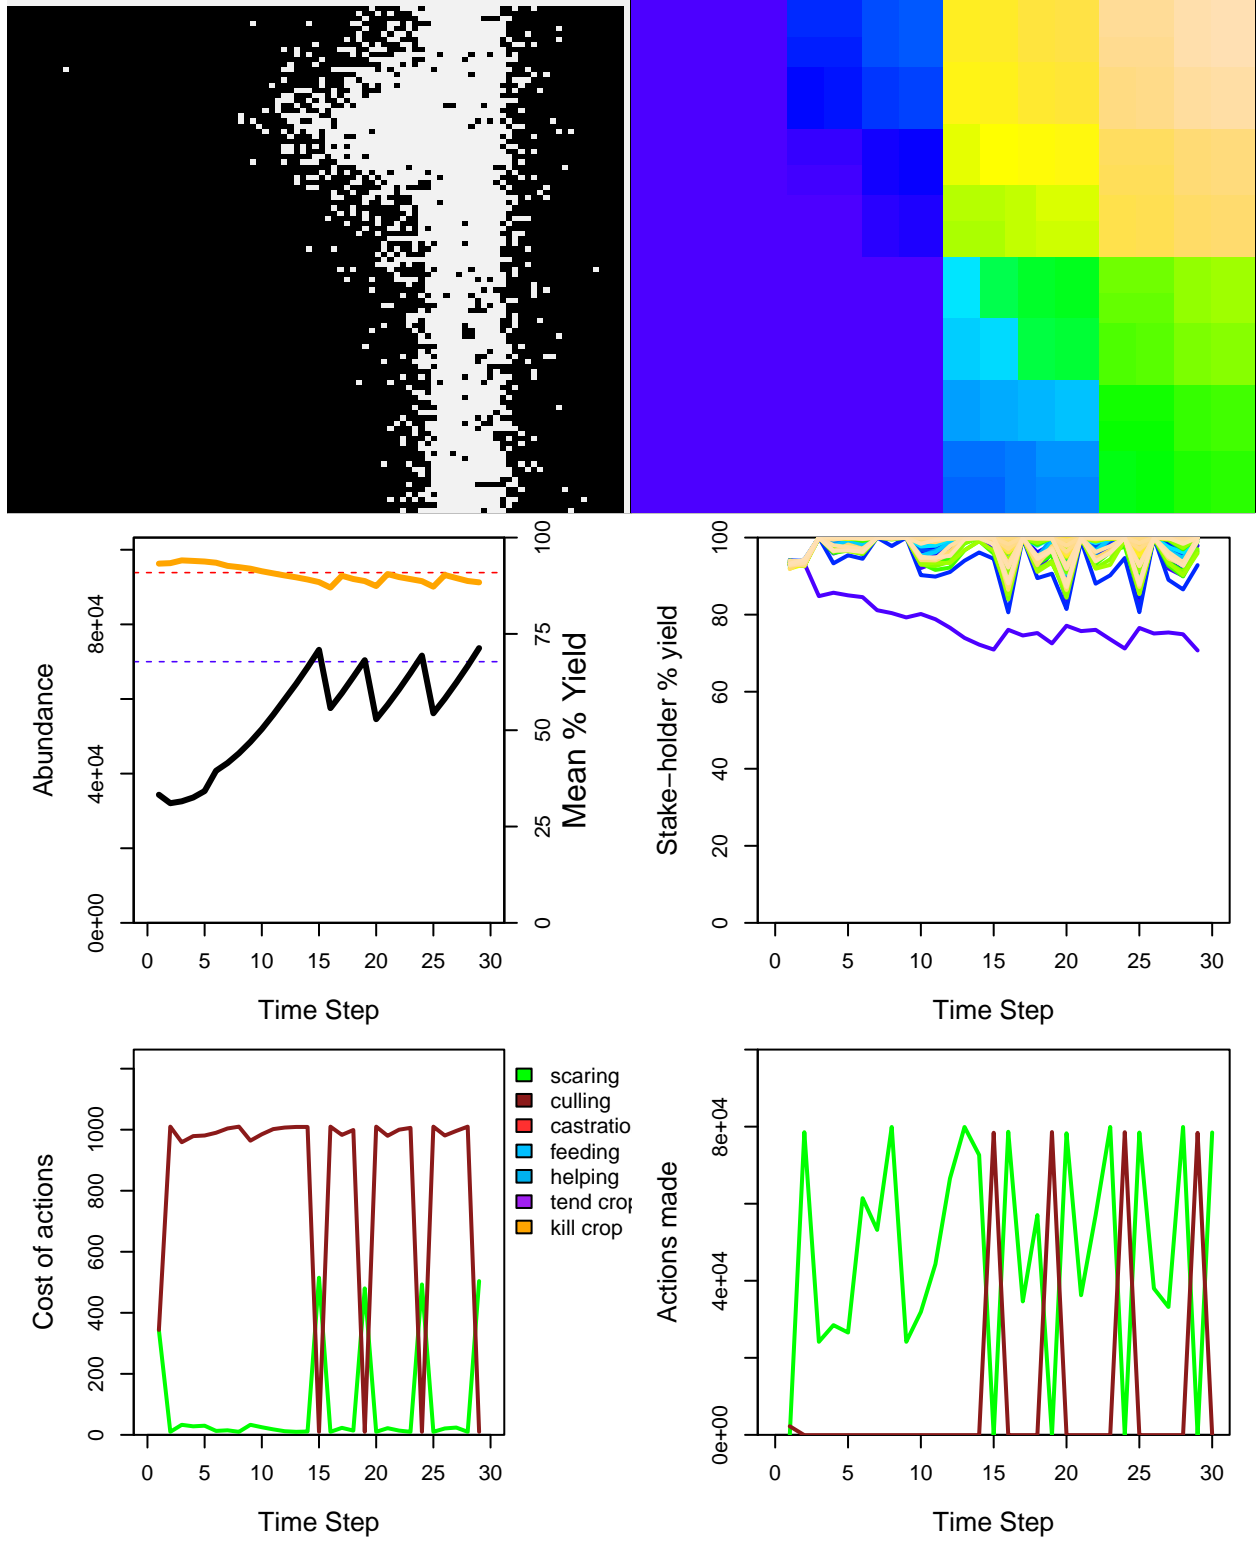 0e+00 4e+04 8e+04
Abundance
0 25 50 75 100
Mean % Yield
0 5 10 15 20 25 30
Time Step
0 20 40 60 80 100
Stake−holder % yield
0 5 10 15 20 25 30
Time Step
0 200 400 600 800 1000
Cost of actions
0 5 10 15 20 25 30
Time Step
scaring
culling
castratio
feeding
helping
tend crop
kill crop
0e+00 4e+04 8e+04
Actions made
0 5 10 15 20 25 30
Time Step